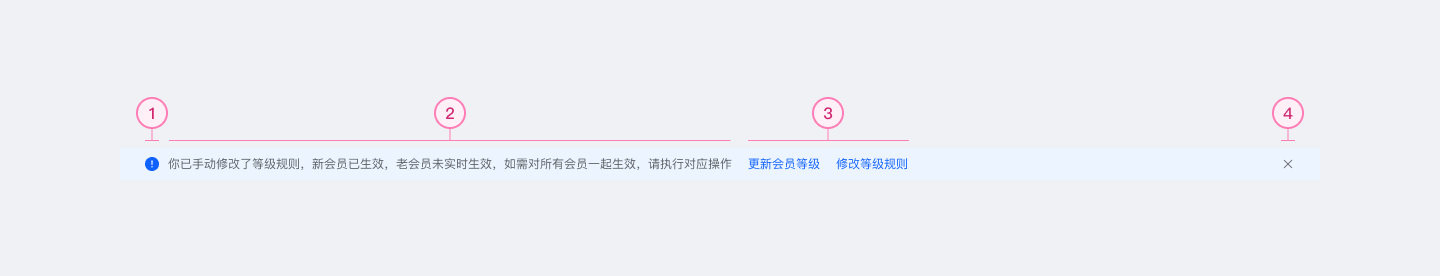 1 2 3 4
你已手动修改了等级规则，新会员已生效，老会员未实时生效，如需对所有会员一起生效，请执行对应操作 更新会员等级 修改等级规则